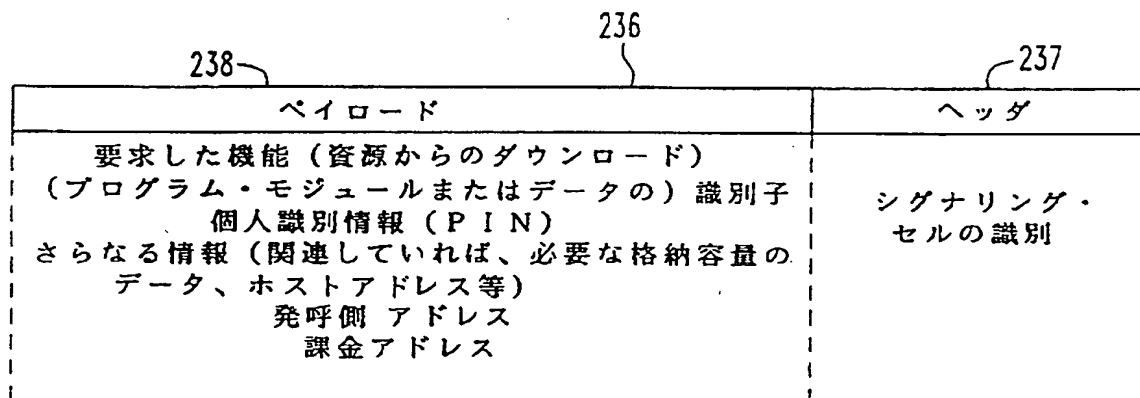 236
238
237
ペイロード
ヘッダ
要求した機能（資源からのダウンロード）
（プログラム・モジュールまたはデータの）識別子
個人識別情報（PIN）
さらなる情報（関連していれば、必要な格納容量の
データ、ホストアドレス等）
発呼側 アドレス
課金アドレス
シグナリング・
セルの識別